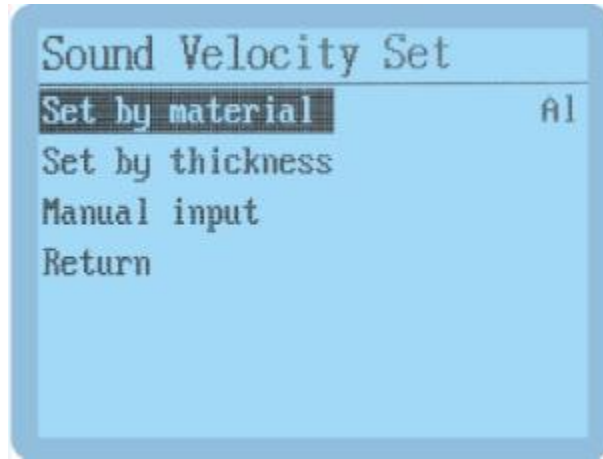 Sound Velocity Set
Set by material Al
Set by thickness
Manual input
Return